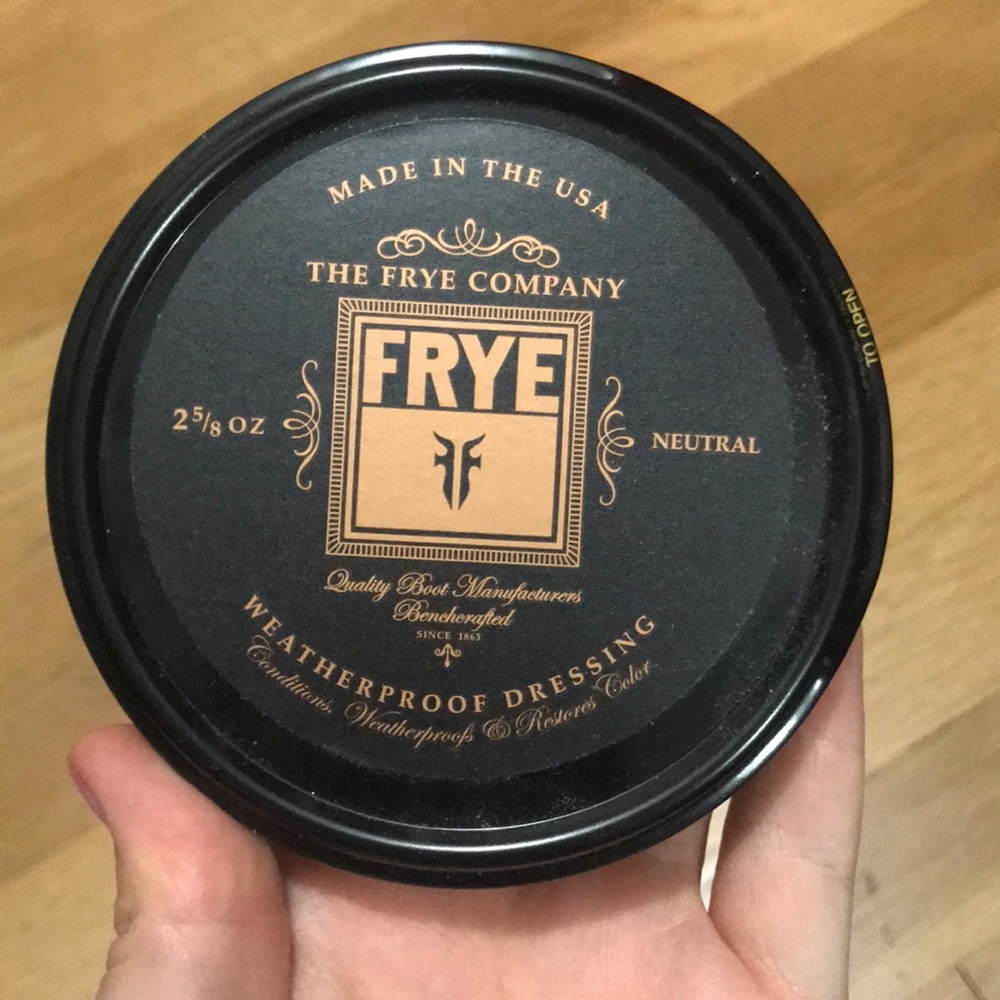 MADE IN THE USA
THE FRYE COMPANY
FRYE
2 5/8 OZ
NEUTRAL
Quality Boot Manufacturers
Benchcrafted
SINCE 1863
WEATHERPROOF DRESSING
Conditions, Weatherproofs & Restores Color
TO OPEN